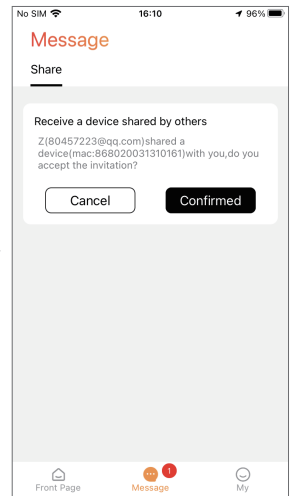 No SIM 16:10 96%
Message
Share
Receive a device shared by others
Z(80457223@qq.com)shared a
device(mac:868020031310161)with you,do you
accept the invitation?
Cancel Confirmed
1
Front Page Message My